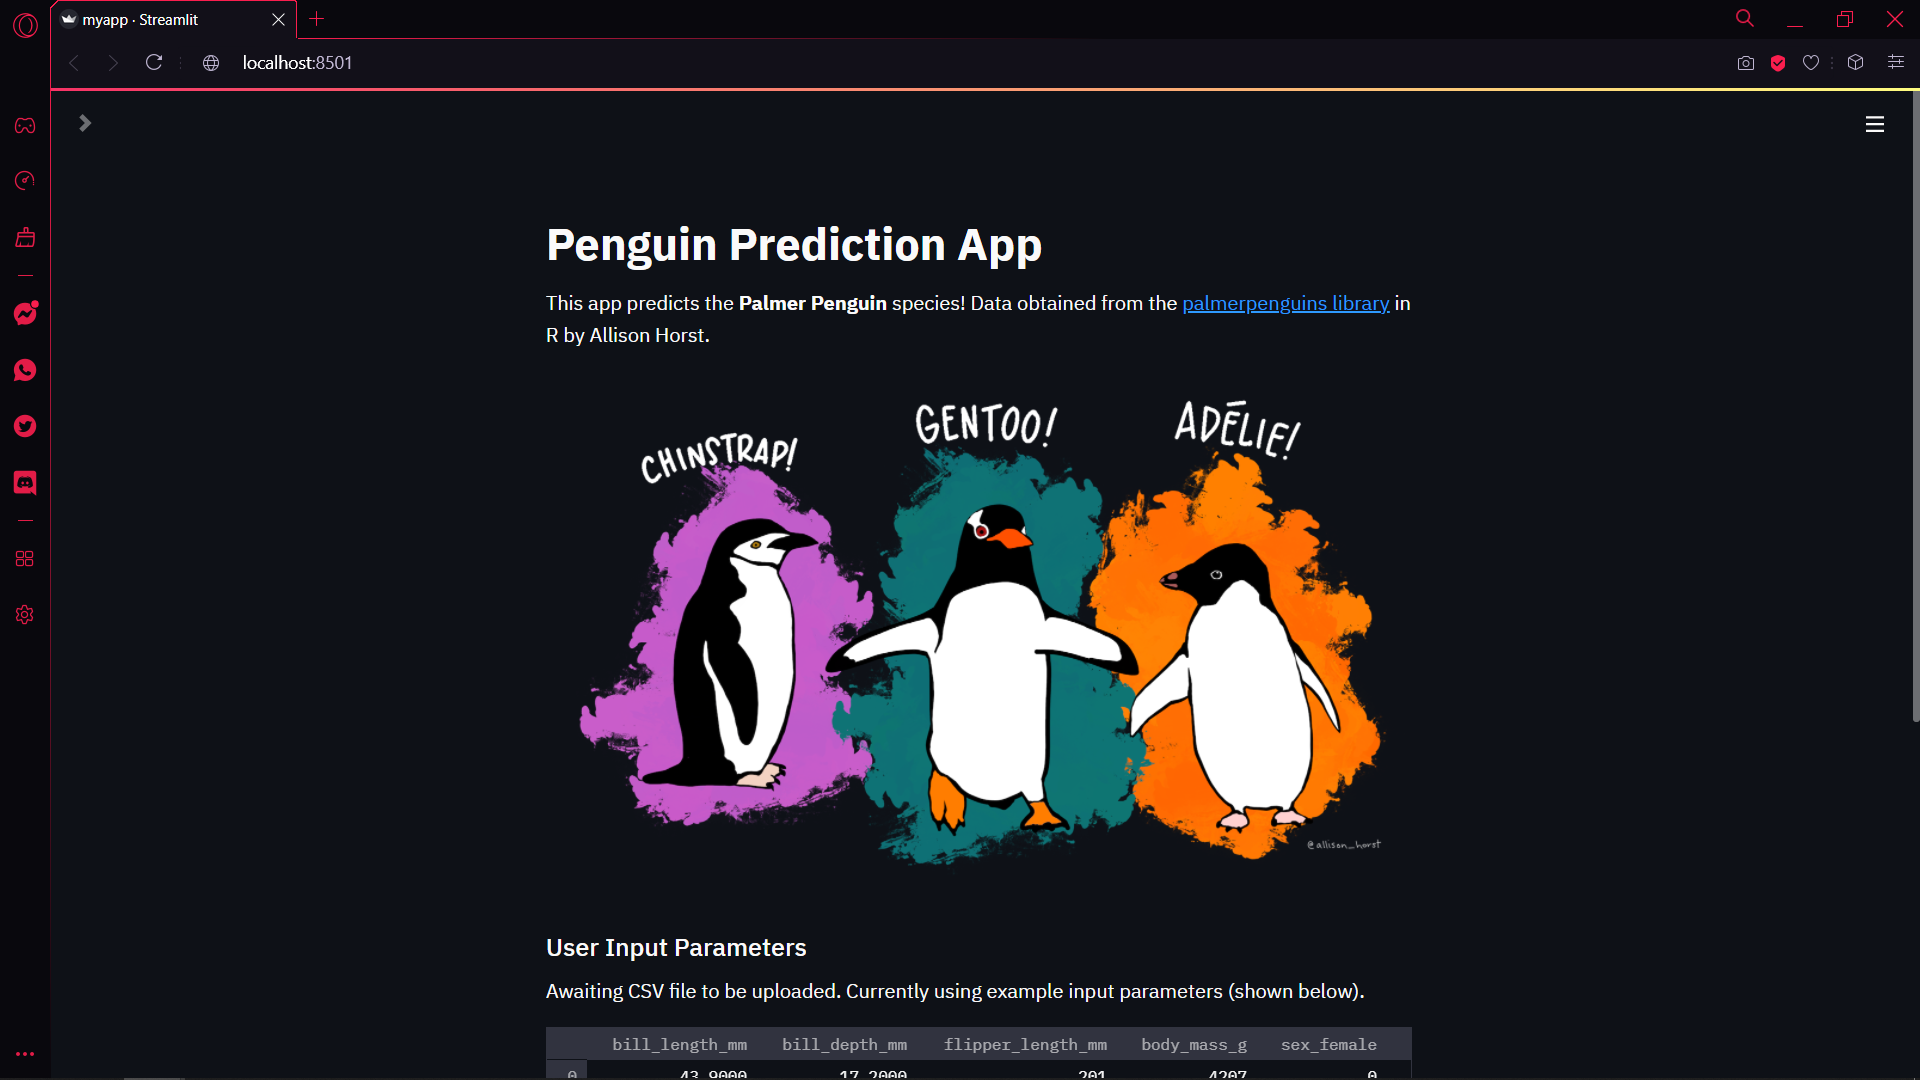 myapp · Streamlit
localhost:8501
Penguin Prediction App
This app predicts the Palmer Penguin species! Data obtained from the palmerpenguins library in
R by Allison Horst.
CHINSTRAP!
GENTOO!
ADĒLIE!
@allison_horst
User Input Parameters
Awaiting CSV file to be uploaded. Currently using example input parameters (shown below).
bill_length_mm bill_depth_mm flipper_length_mm body_mass_g sex_female
0 43.9000 17.2000 201 4207 0